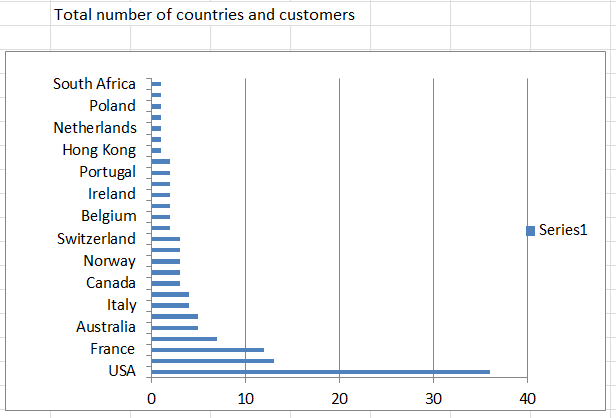 Total number of countries and customers
South Africa
Poland
Netherlands
Hong Kong
Portugal
Ireland
Belgium
Switzerland
Norway
Canada
Italy
Australia
France
USA
Series1
0 10 20 30 40